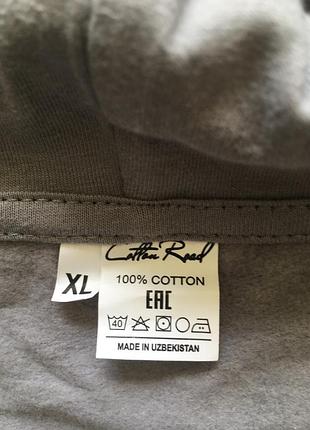 Cotton Road
XL
100% COTTON
EAC
40
MADE IN UZBEKISTAN